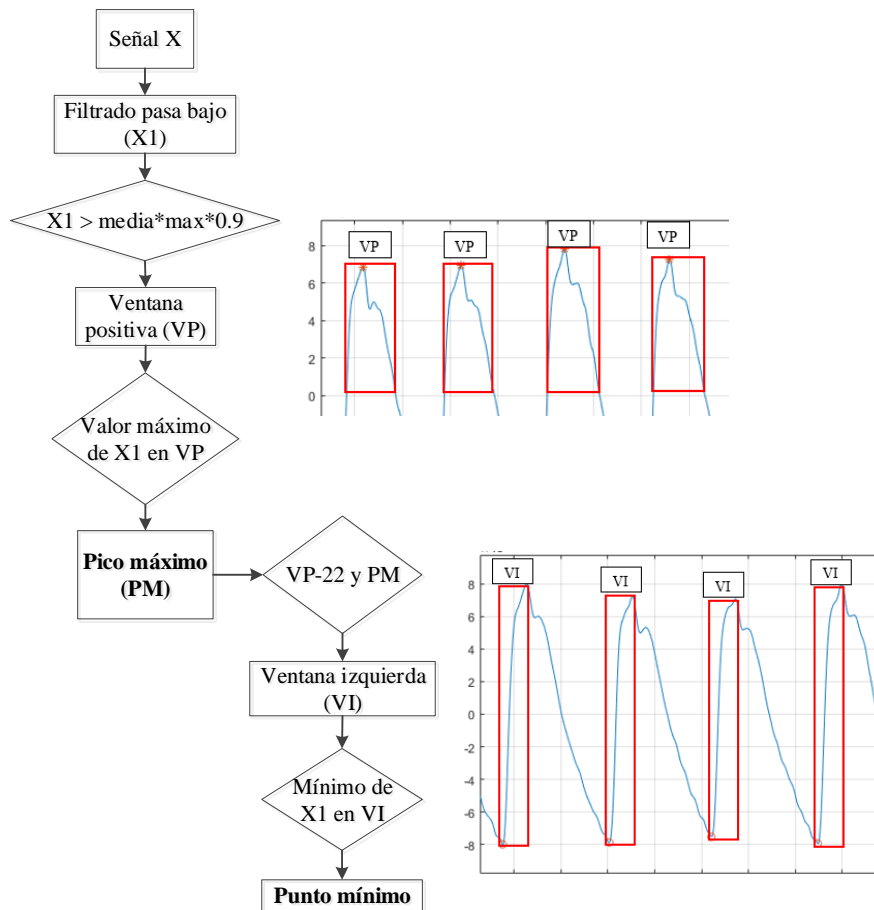 Señal X
Filtrado pasa bajo
(X1)
X1 > media*max*0.9
Ventana
positiva (VP)
Valor máximo
de X1 en VP
Pico máximo
(PM)
VP-22 y PM
Ventana izquierda
(VI)
Mínimo de
X1 en VI
Punto mínimo
VP VP VP VP
8
6
4
2
0
VI VI VI VI
8
6
4
2
0
-2
-4
-6
-8